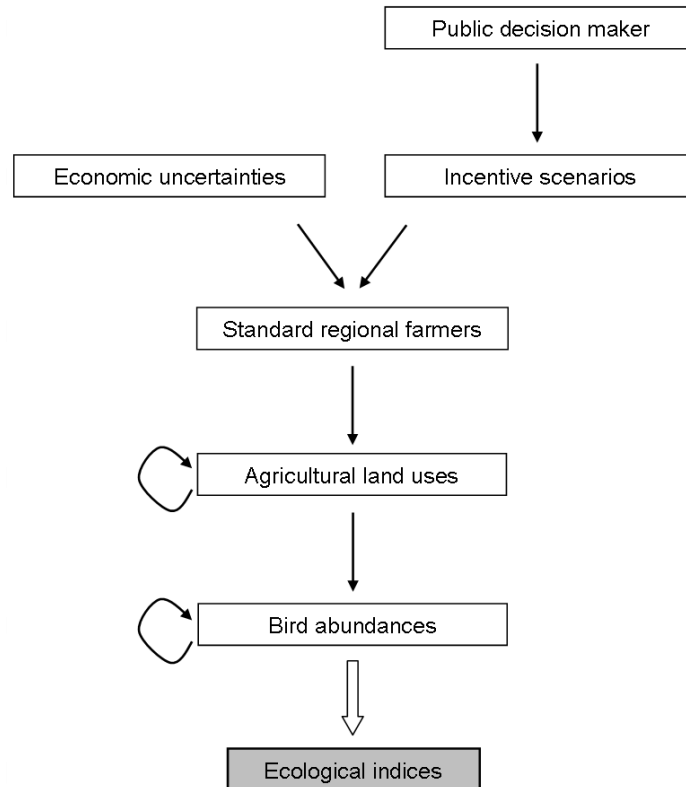 Public decision maker
Economic uncertainties
Incentive scenarios
Standard regional farmers
Agricultural land uses
Bird abundances
Ecological indices